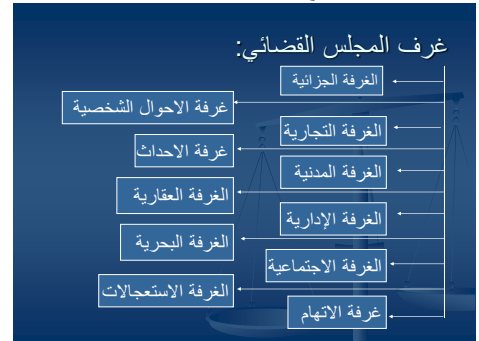 غرف المجلس القضائي:
الغرفة الجزائية
غرفة الاحوال الشخصية
الغرفة التجارية
غرفة الاحداث
الغرفة المدنية
الغرفة العقارية
الغرفة الإدارية
الغرفة البحرية
الغرفة الاجتماعية
الغرفة الاستعجالات
غرفة الاتهام